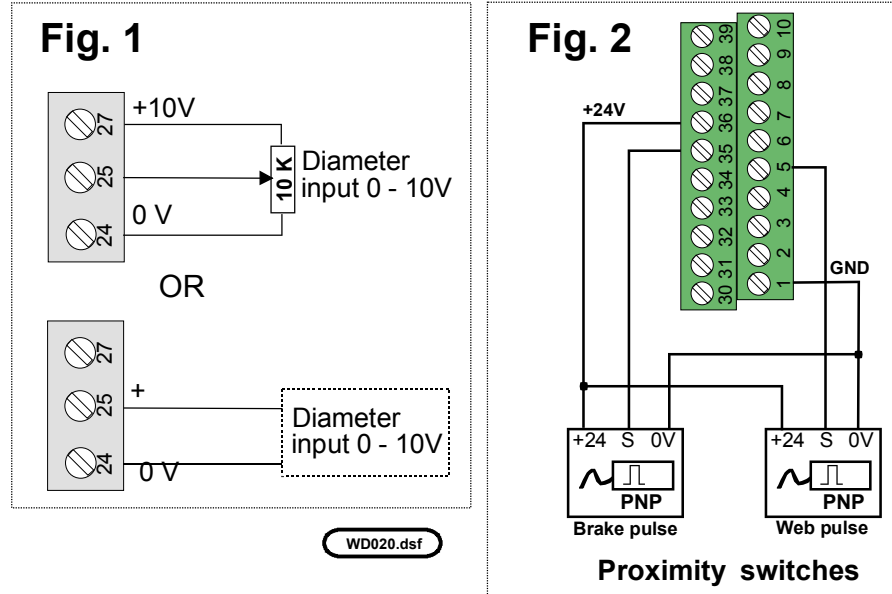 Fig. 1
27
25
24
+10V
0 V
10 K
Diameter
input 0 - 10V
OR
27
25
24
+
0 V
Diameter
input 0 - 10V
WD020.dsf
Fig. 2
39
38
37
36
35
34
33
32
31
30
10
9
8
7
6
5
4
3
2
1
+24V
GND
+24 S 0V
PNP
Brake pulse
+24 S 0V
PNP
Web pulse
Proximity switches